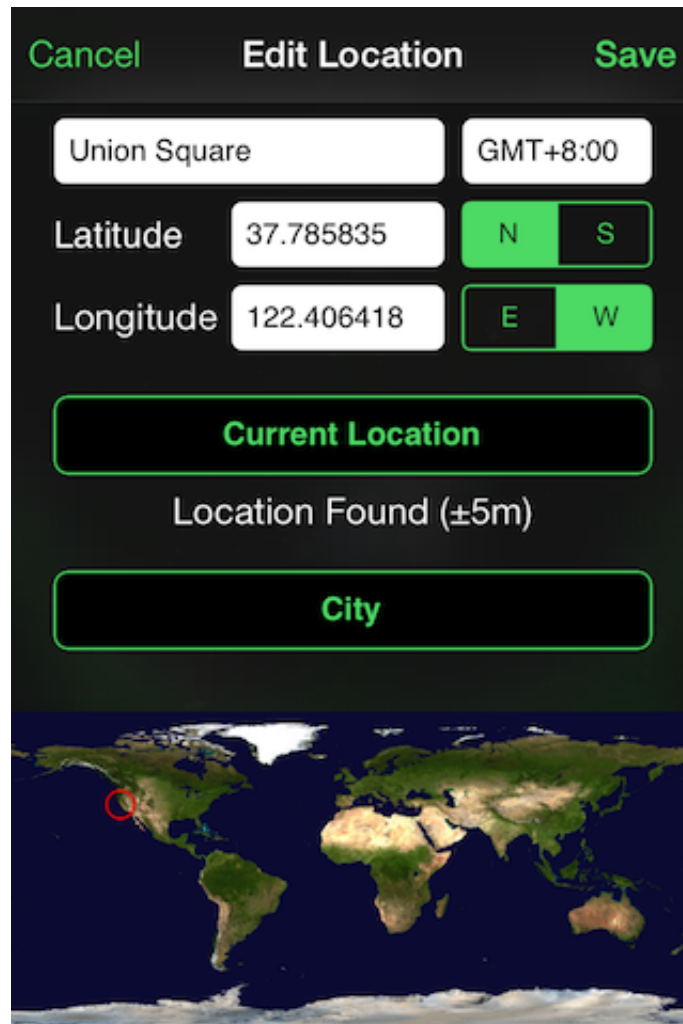 Cancel Edit Location Save
Union Square GMT+8:00
Latitude 37.785835 N S
Longitude 122.406418 E W
Current Location
Location Found (±5m)
City